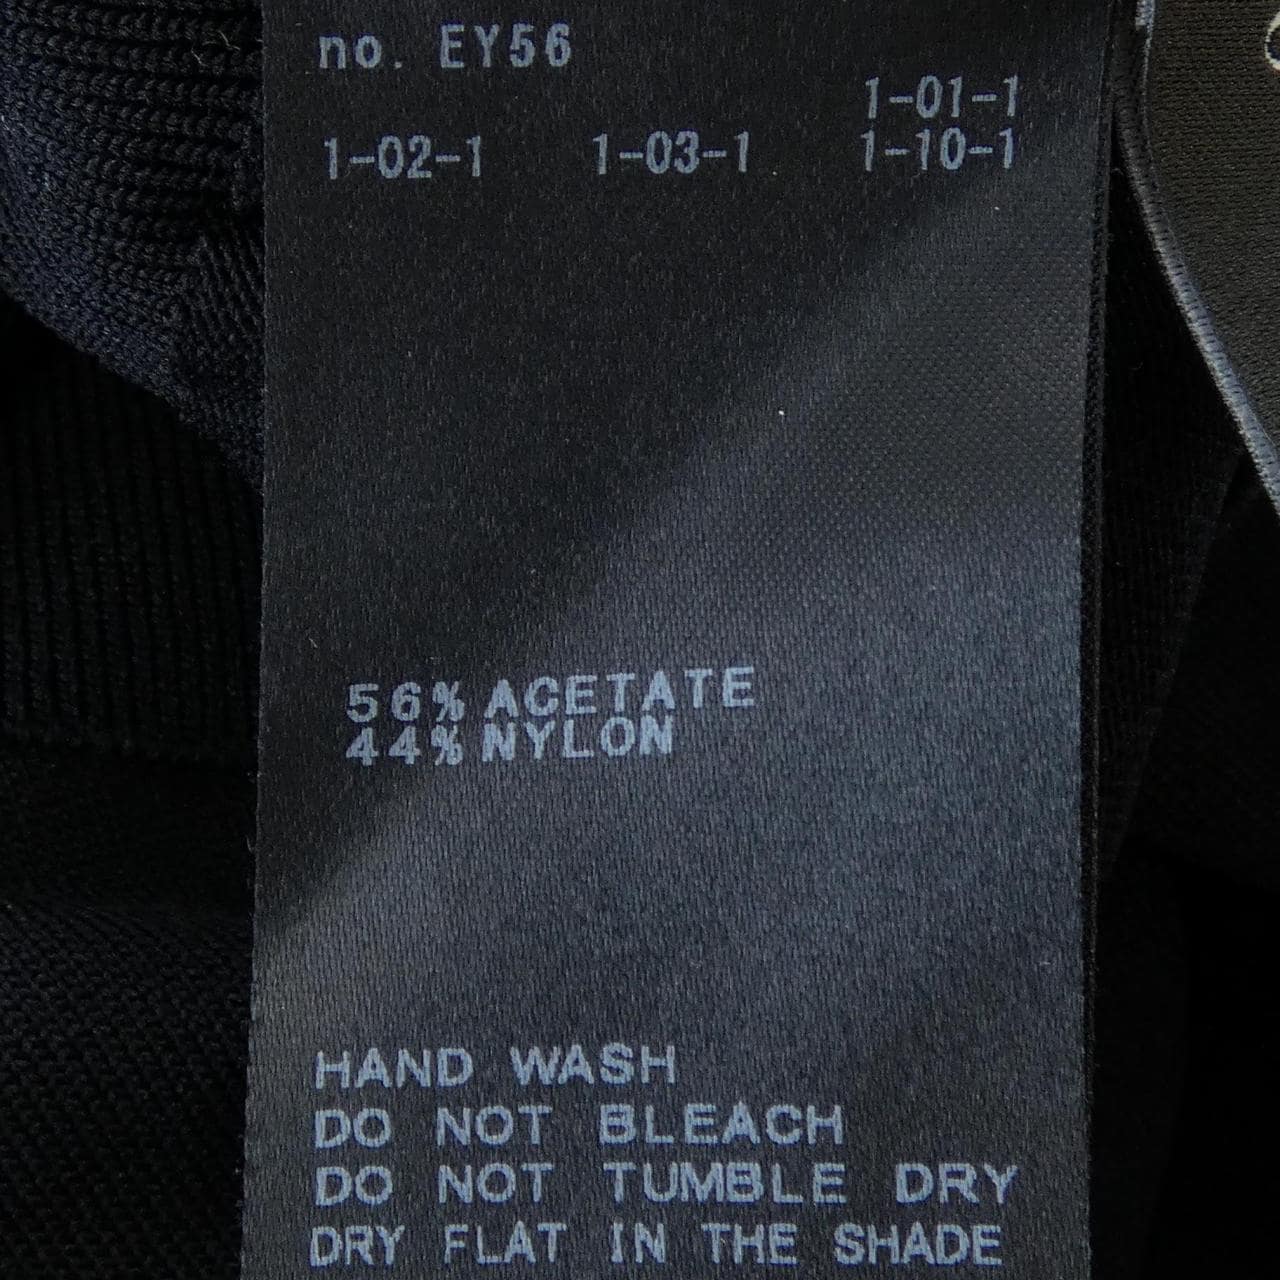 no. EY56
1-01-1
1-02-1 1-03-1 1-10-1
56% ACETATE
44% NYLON
HAND WASH
DO NOT BLEACH
DO NOT TUMBLE DRY
DRY FLAT IN THE SHADE